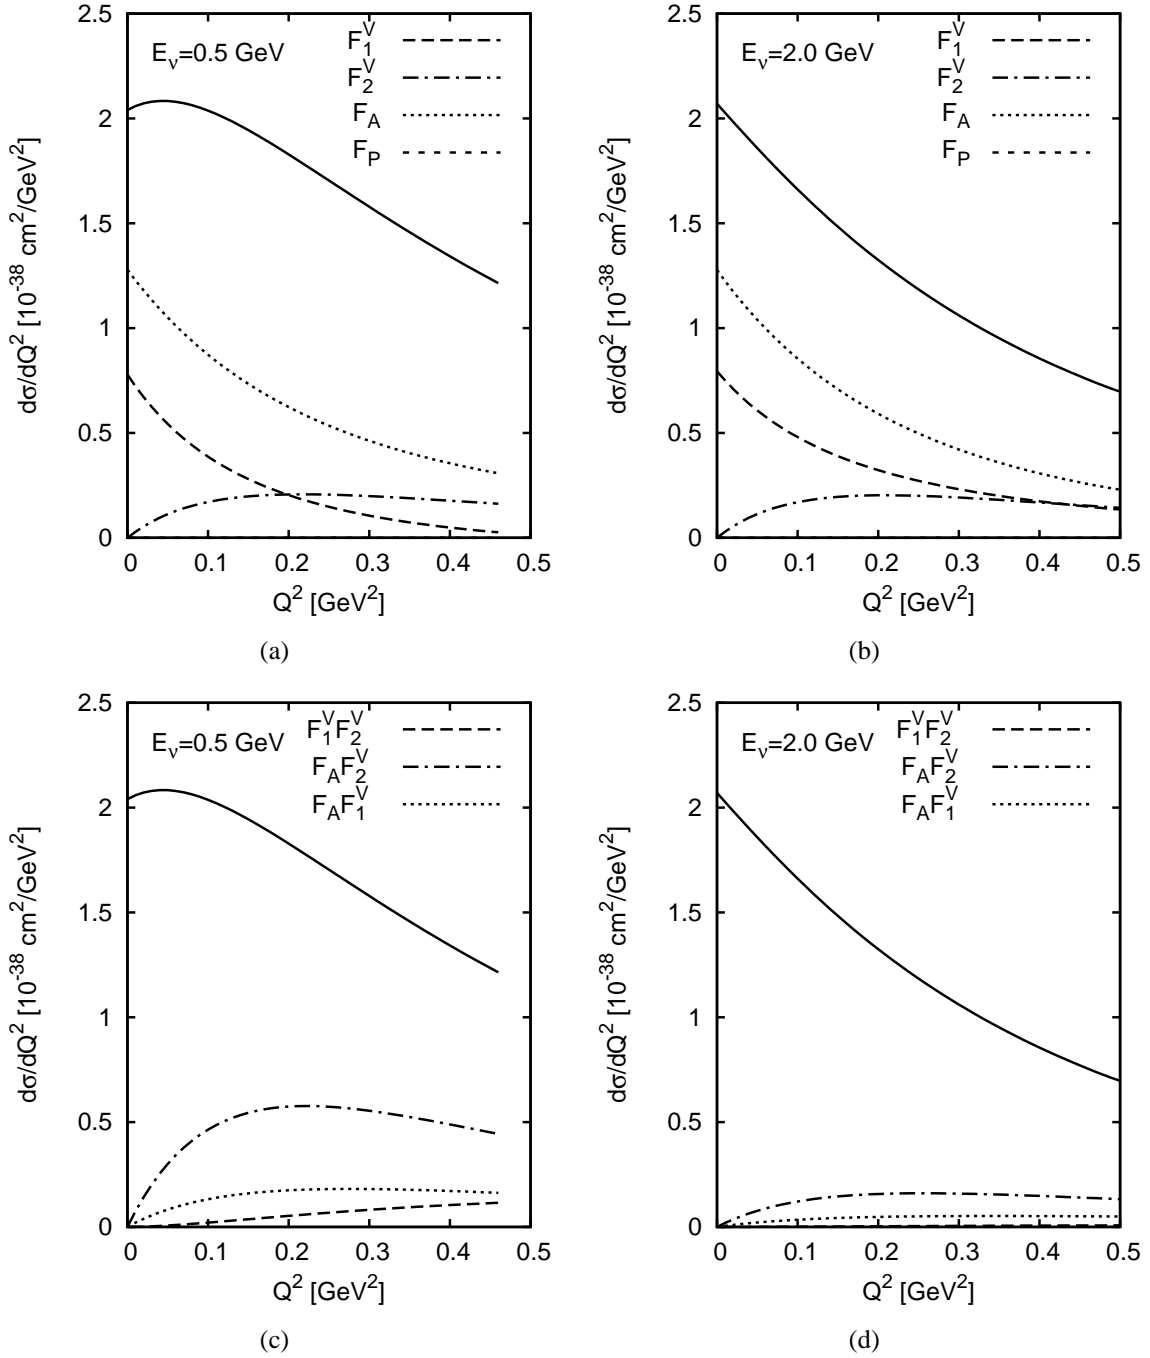 E_ν=0.5 GeV
F_1^V
F_2^V
F_A
F_P
2.5
2
1.5
1
0.5
0
dσ/dQ^2 [10^-38 cm^2/GeV^2]
0 0.1 0.2 0.3 0.4 0.5
Q^2 [GeV^2]
(a)
E_ν=2.0 GeV
F_1^V
F_2^V
F_A
F_P
2.5
2
1.5
1
0.5
0
dσ/dQ^2 [10^-38 cm^2/GeV^2]
0 0.1 0.2 0.3 0.4 0.5
Q^2 [GeV^2]
(b)
E_ν=0.5 GeV
F_1^V F_2^V
F_A F_2^V
F_A F_1^V
2.5
2
1.5
1
0.5
0
dσ/dQ^2 [10^-38 cm^2/GeV^2]
0 0.1 0.2 0.3 0.4 0.5
Q^2 [GeV^2]
(c)
E_ν=2.0 GeV
F_1^V F_2^V
F_A F_2^V
F_A F_1^V
2.5
2
1.5
1
0.5
0
dσ/dQ^2 [10^-38 cm^2/GeV^2]
0 0.1 0.2 0.3 0.4 0.5
Q^2 [GeV^2]
(d)